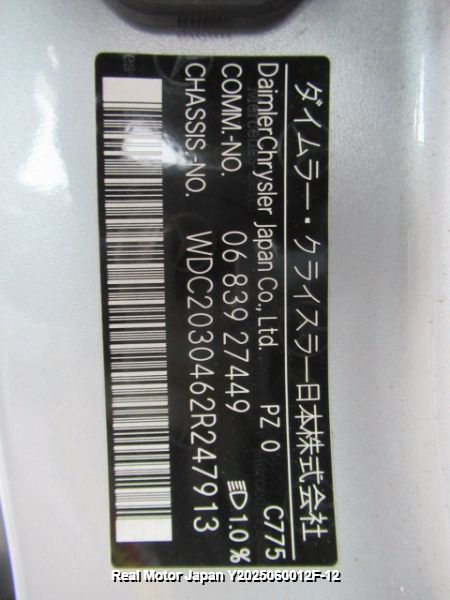 ダイムラー・クライスラー日本株式会社
DaimlerChrysler Japan Co., Ltd. C775
COMM.-NO. 06 839 27449 PZ 0
CHASSIS.-NO. WDC2030462R247913 1.0%
Real Motor Japan Y2025060012F-12